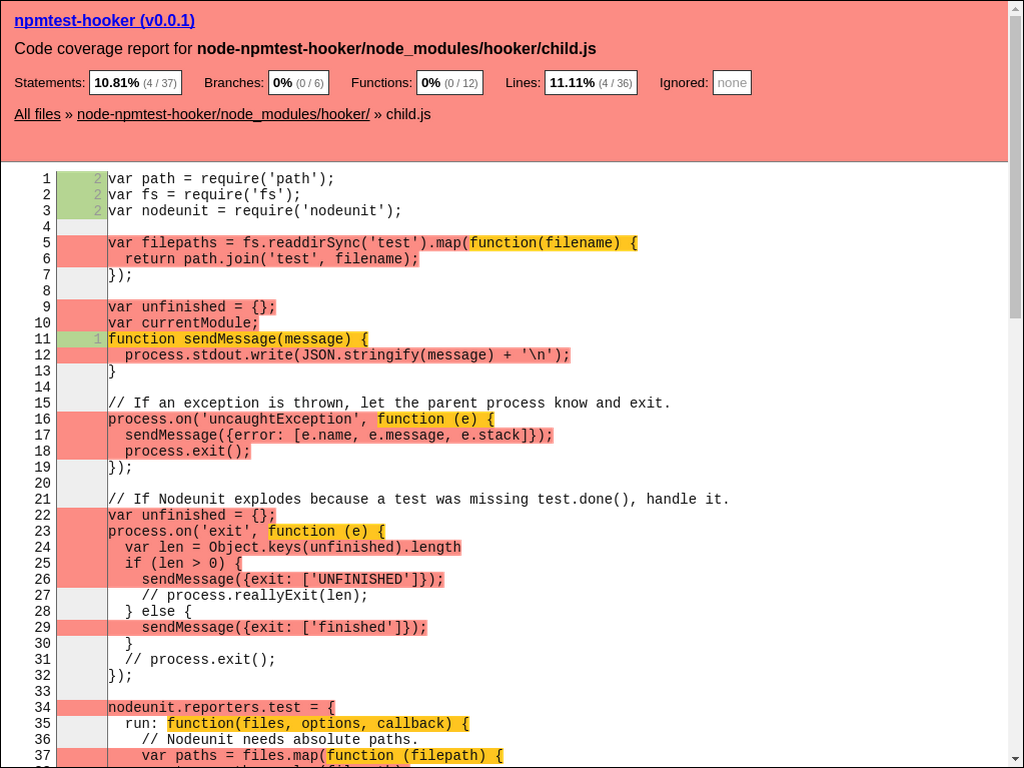 npmtest-hooker (v0.0.1)
Code coverage report for node-npmtest-hooker/node_modules/hooker/child.js
Statements: 10.81% (4 / 37) Branches: 0% (0 / 6) Functions: 0% (0 / 12) Lines: 11.11% (4 / 36) Ignored: none
All files » node-npmtest-hooker/node_modules/hooker/ » child.js
1 2 var path = require('path');
2 2 var fs = require('fs');
3 2 var nodeunit = require('nodeunit');
4
5 var filepaths = fs.readdirSync('test').map(function(filename) {
6   return path.join('test', filename);
7 });
8
9 var unfinished = {};
10 var currentModule;
11 1 function sendMessage(message) {
12   process.stdout.write(JSON.stringify(message) + '\n');
13 }
14
15 // If an exception is thrown, let the parent process know and exit.
16 process.on('uncaughtException', function (e) {
17   sendMessage({error: [e.name, e.message, e.stack]});
18   process.exit();
19 });
20
21 // If Nodeunit explodes because a test was missing test.done(), handle it.
22 var unfinished = {};
23 process.on('exit', function (e) {
24   var len = Object.keys(unfinished).length
25   if (len > 0) {
26     sendMessage({exit: ['UNFINISHED']});
27     // process.reallyExit(len);
28   } else {
29     sendMessage({exit: ['finished']});
30   }
31   // process.exit();
32 });
33
34 nodeunit.reporters.test = {
35   run: function(files, options, callback) {
36     // Nodeunit needs absolute paths.
37     var paths = files.map(function (filepath) {